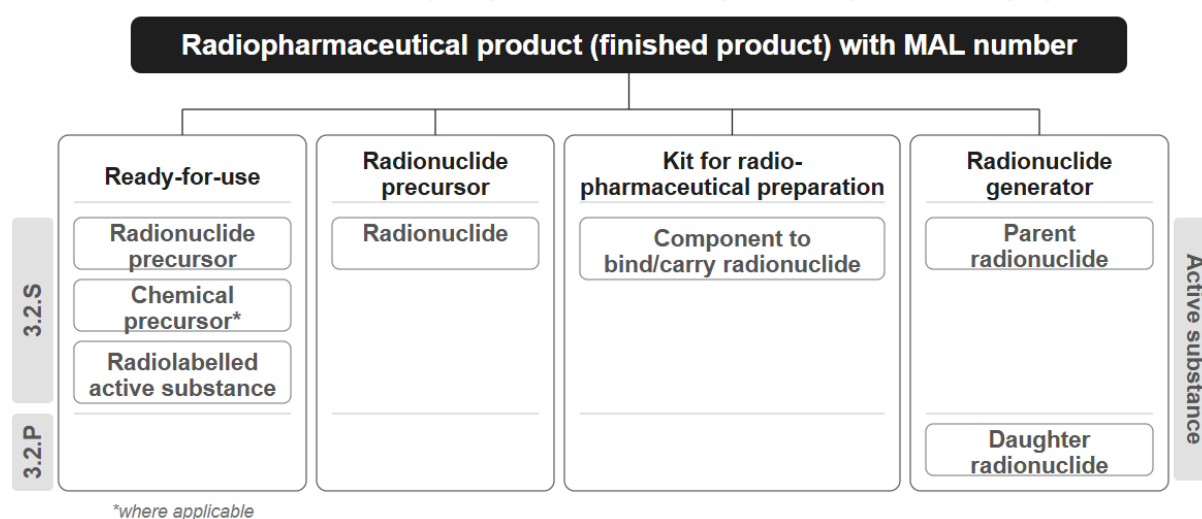 Radiopharmaceutical product (finished product) with MAL number
Ready-for-use
Radionuclide
precursor
Chemical
precursor*
Radiolabelled
active substance
Radionuclide
precursor
Radionuclide
Kit for radio-
pharmaceutical preparation
Component to
bind/carry radionuclide
Radionuclide
generator
Parent
radionuclide
Daughter
radionuclide
3.2.S
3.2.P
Active substance
*where applicable